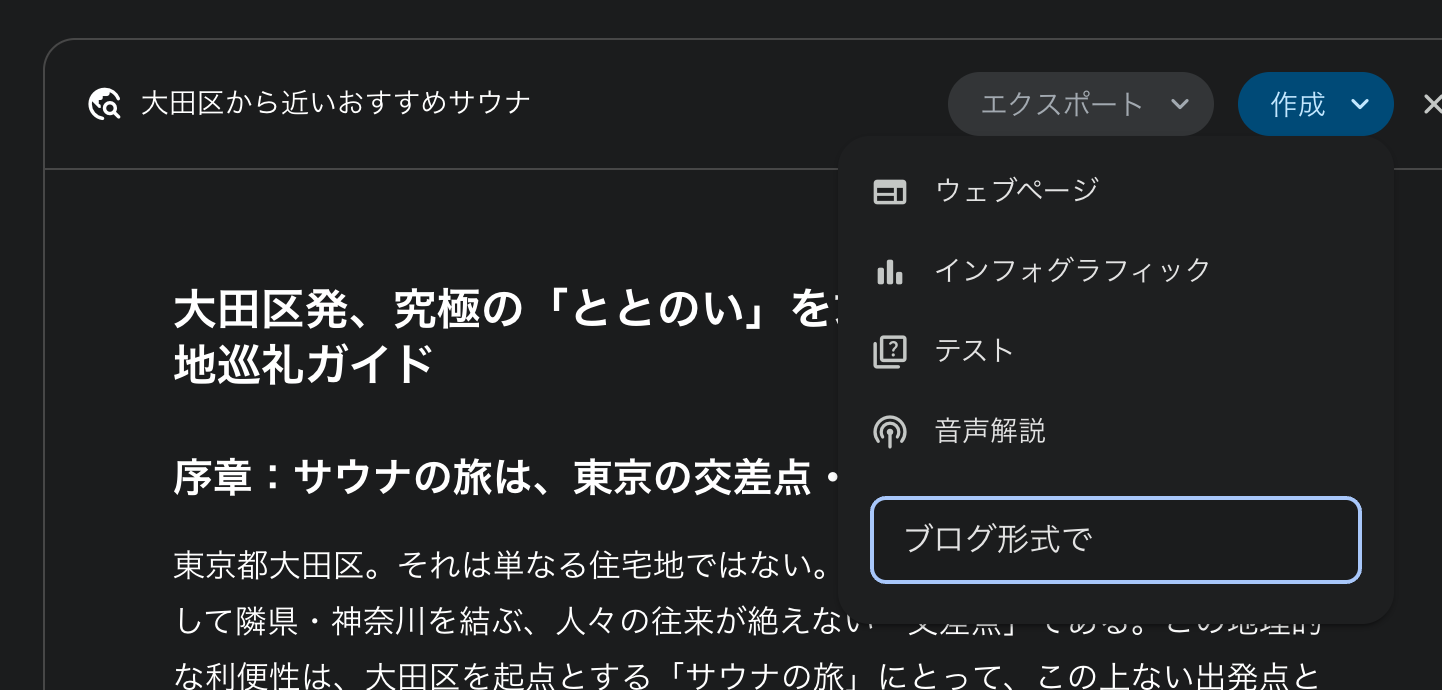 大田区から近いおすすめサウナ
エクスポート
作成
ウェブページ
インフォグラフィック
テスト
音声解説
ブログ形式で
大田区発、究極の「ととのい」を
地巡礼ガイド
序章：サウナの旅は、東京の交差点・
東京都大田区。それは単なる住宅地ではない。
して隣県・神奈川を結ぶ、人々の往来が絶えない「交差点」である。この地理的
な利便性は、大田区を起点とする「サウナの旅」にとって、この上ない出発点と